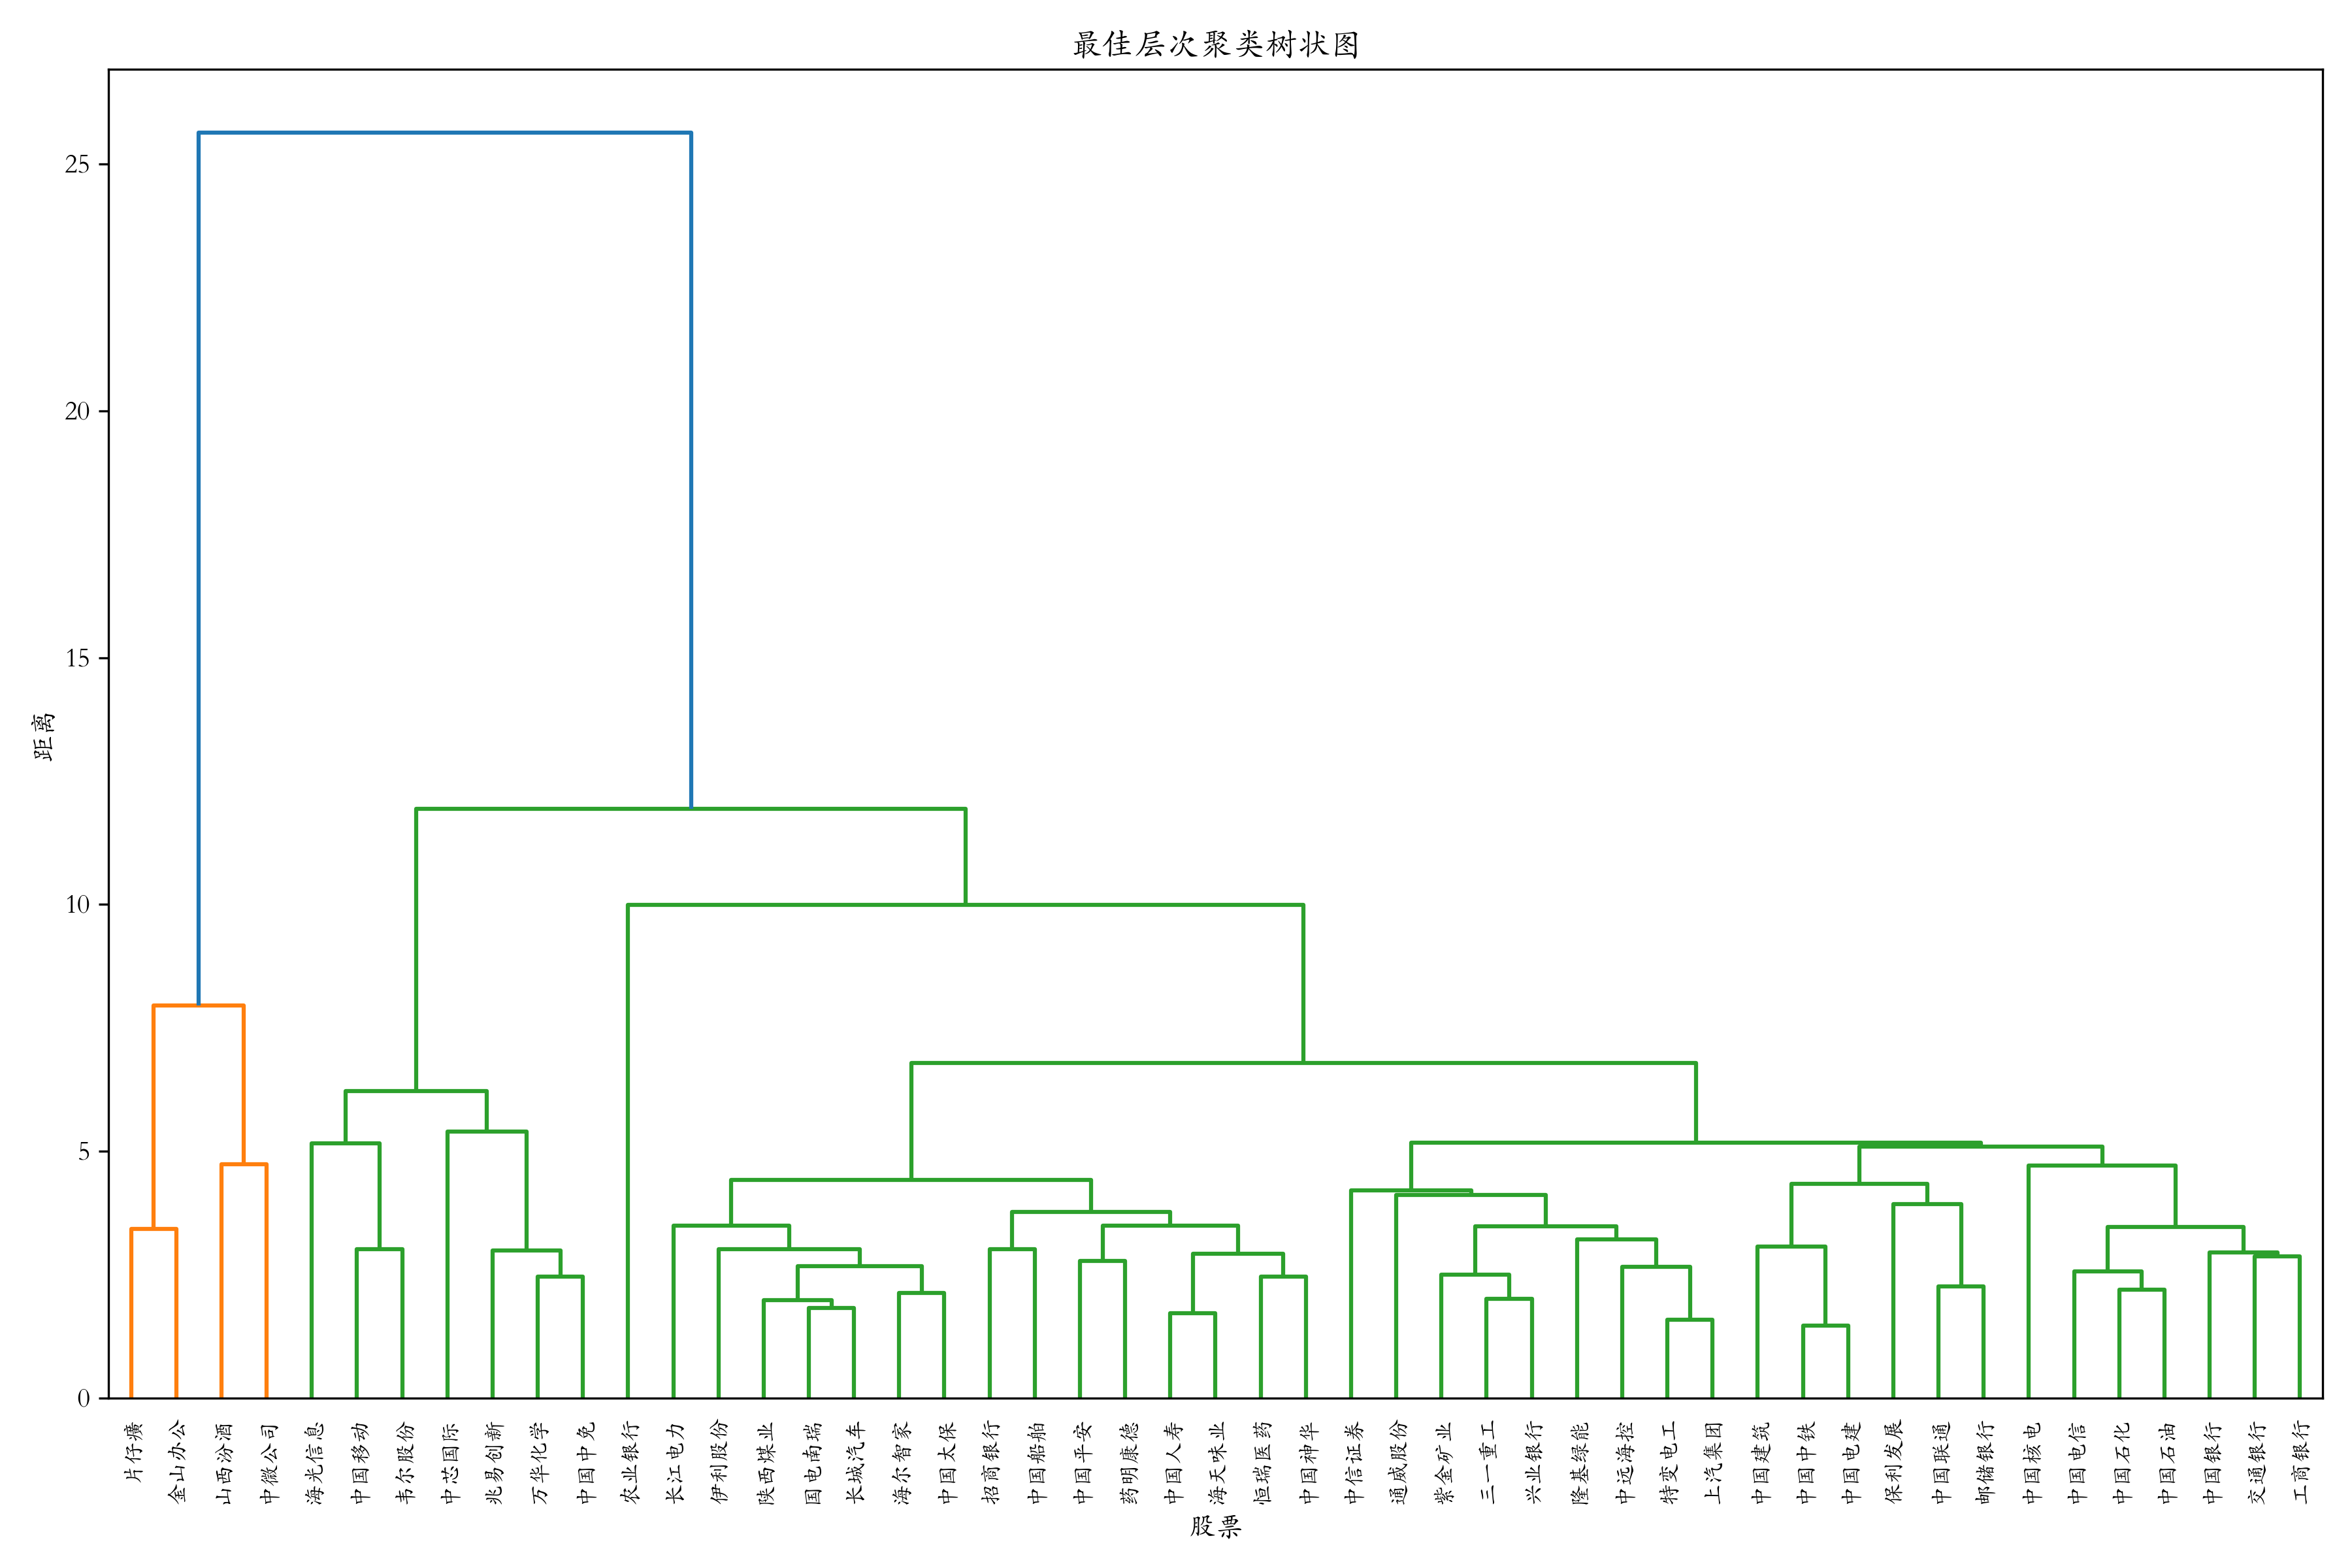 最佳层次聚类树状图
25
20
15
10
5
0
距离
片仔癀
金山办公
山西汾酒
中微公司
海光信息
中国移动
韦尔股份
中芯国际
兆易创新
万华化学
中国中免
农业银行
长江电力
伊利股份
陕西煤业
国电南瑞
长城汽车
海尔智家
中国太保
招商银行
中国船舶
中国平安
药明康德
中国人寿
海天味业
恒瑞医药
中国神华
中信证券
通威股份
紫金矿业
三一重工
兴业银行
隆基绿能
中远海控
特变电工
上汽集团
中国建筑
中国中铁
中国电建
保利发展
中国联通
邮储银行
中国核电
中国电信
中国石化
中国石油
中国银行
交通银行
工商银行
股票